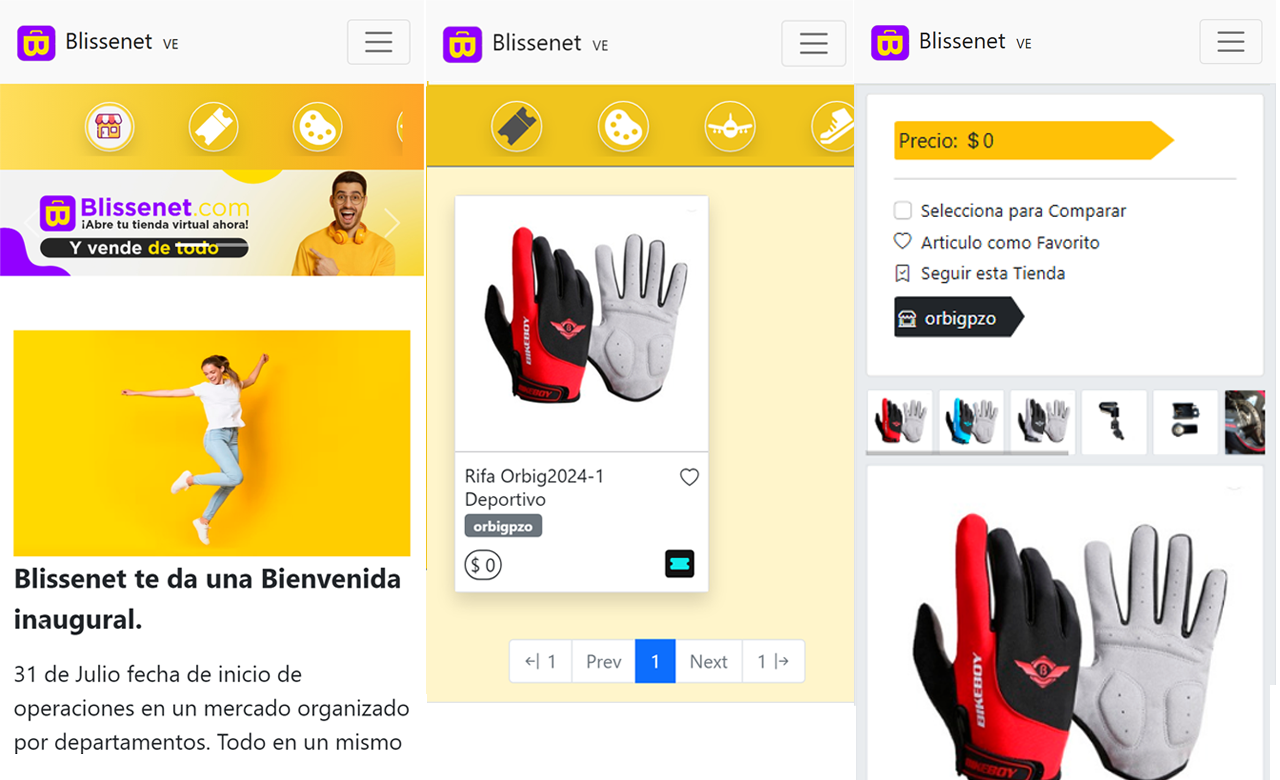 Blissenet VE
Blissenet.com
¡Abre tu tienda virtual ahora!
Y vende de todo
Blissenet te da una Bienvenida
inaugural.
31 de Julio fecha de inicio de
operaciones en un mercado organizado
por departamentos. Todo en un mismo
Blissenet VE
BIKEBOY
Rifa Orbig2024-1
Deportivo
orbigpzo
$ 0
1
Prev
1
Next
1
Blissenet VE
Precio: $ 0
Selecciona para Comparar
Articulo como Favorito
Seguir esta Tienda
orbigpzo
BIKEBOY
B
BIKEBOY